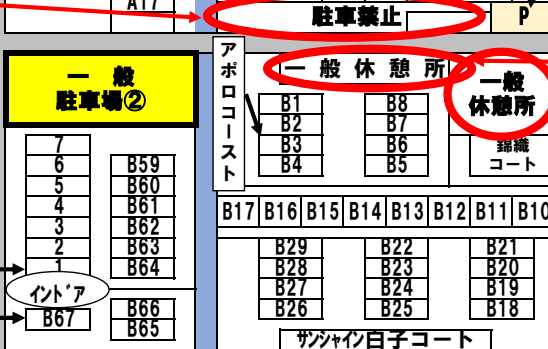 A17
駐車禁止
P
アポロコースト
一般休憩所
一般
休憩所
一般
駐車場②
B1
B2
B3
B4
B8
B7
B6
B5
錦織
コート
7
6
5
4
3
2
1
B59
B60
B61
B62
B63
B64
B17 B16 B15 B14 B13 B12 B11 B10
B29
B28
B27
B26
B22
B23
B24
B25
B21
B20
B19
B18
インドア
B67
B66
B65
サンシャイン白子コート